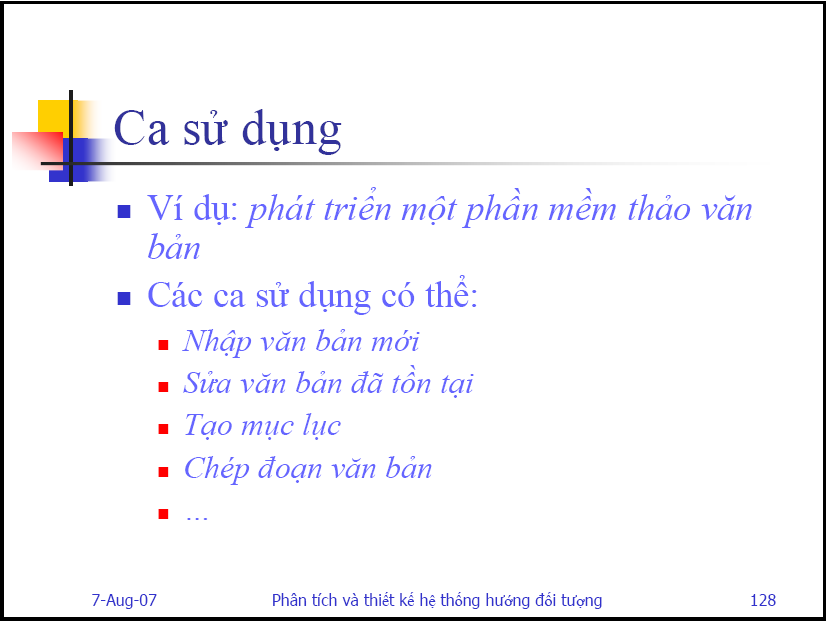 Ca sử dụng
Ví dụ: phát triển một phần mềm thảo văn
bản
Các ca sử dụng có thể:
Nhập văn bản mới
Sửa văn bản đã tồn tại
Tạo mục lục
Chép đoạn văn bản
...
7-Aug-07 Phân tích và thiết kế hệ thống hướng đối tượng 128